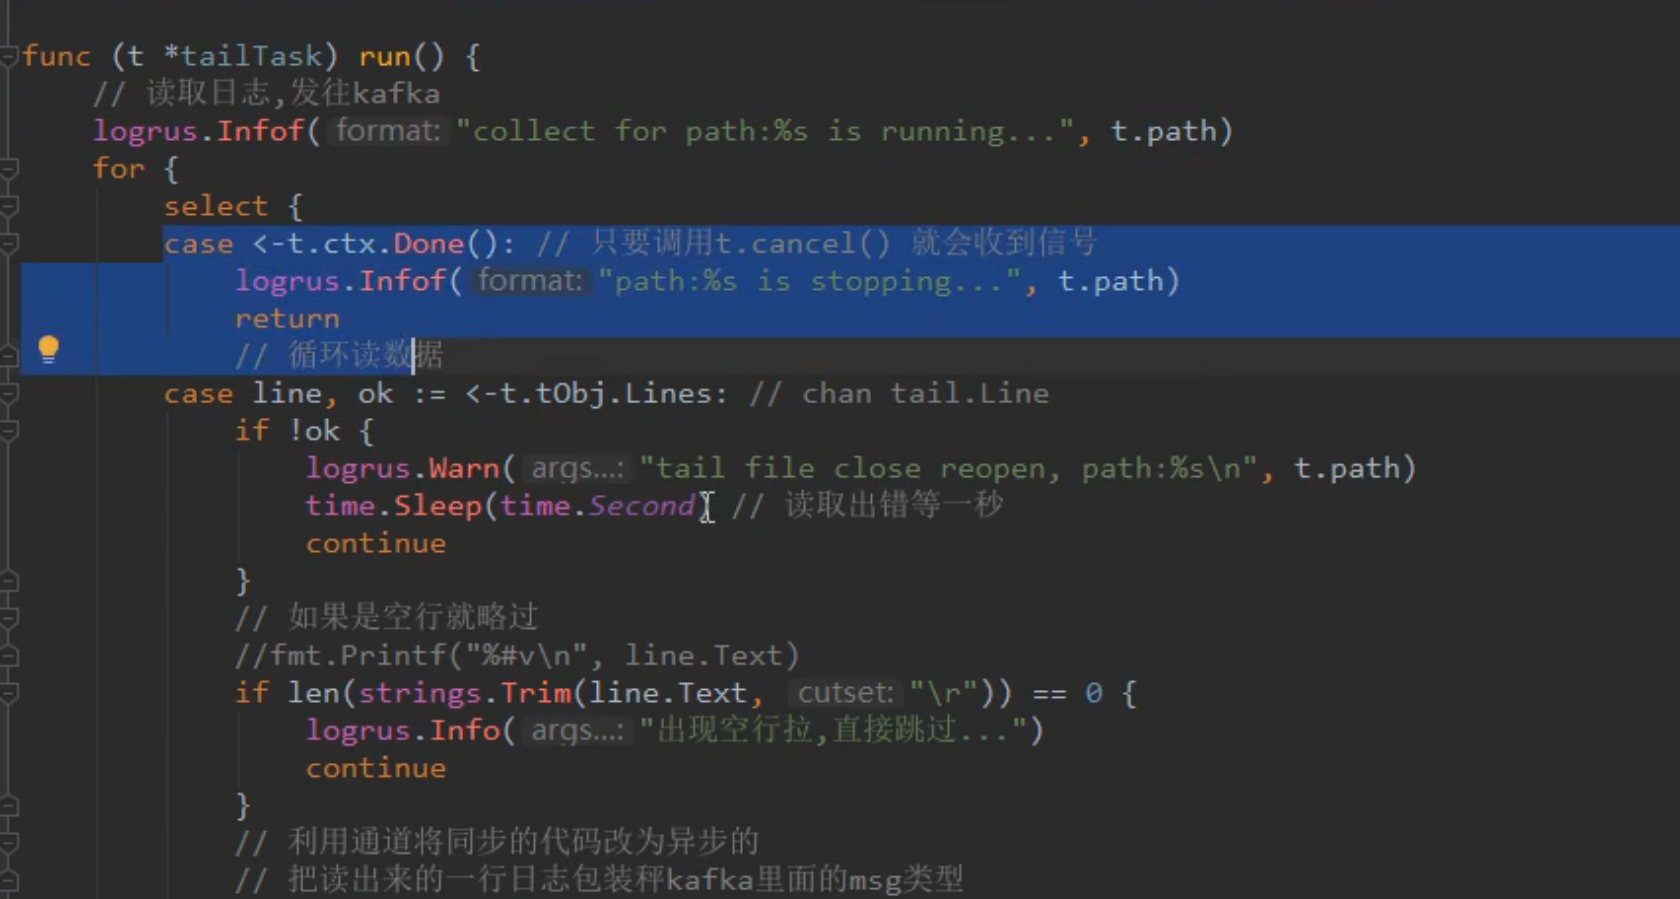 func (t *tailTask) run() {
// 读取日志,发往kafka
logrus.Infof( format: "collect for path:%s is running...", t.path)
for {
select {
case <-t.ctx.Done(): // 只要调用t.cancel() 就会收到信号
logrus.Infof( format: "path:%s is stopping...", t.path)
return
// 循环读数据
case line, ok := <-t.tObj.Lines: // chan tail.Line
if !ok {
logrus.Warn( args...: "tail file close reopen, path:%s\n", t.path)
time.Sleep(time.Second) // 读取出错等一秒
continue
}
// 如果是空行就略过
//fmt.Printf("%#v\n", line.Text)
if len(strings.Trim(line.Text, cutset: "\r")) == 0 {
logrus.Info( args...: "出现空行拉,直接跳过...")
continue
}
// 利用通道将同步的代码改为异步的
// 把读出来的一行日志包装秤kafka里面的msg类型